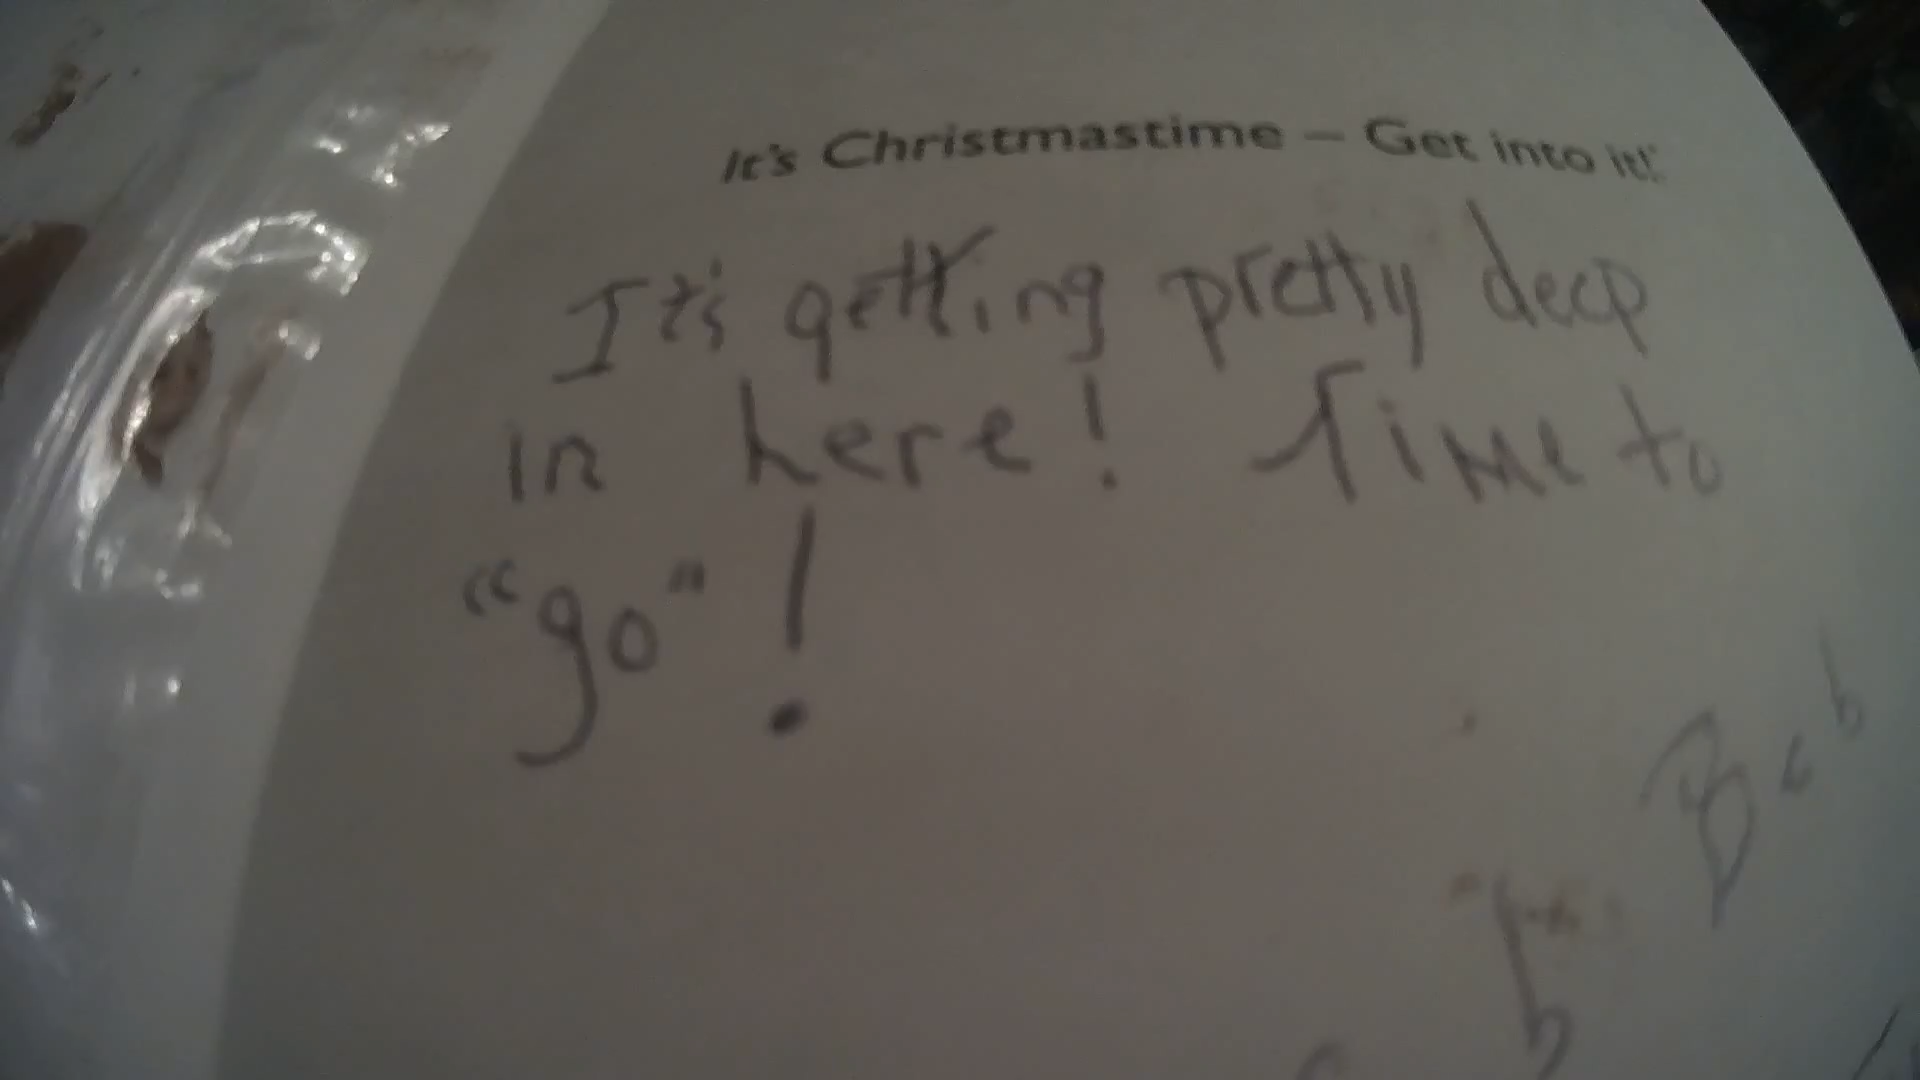 It's Christmastime – Get into it!
It's getting pretty deep
in here! Time to
"go"!
Bob